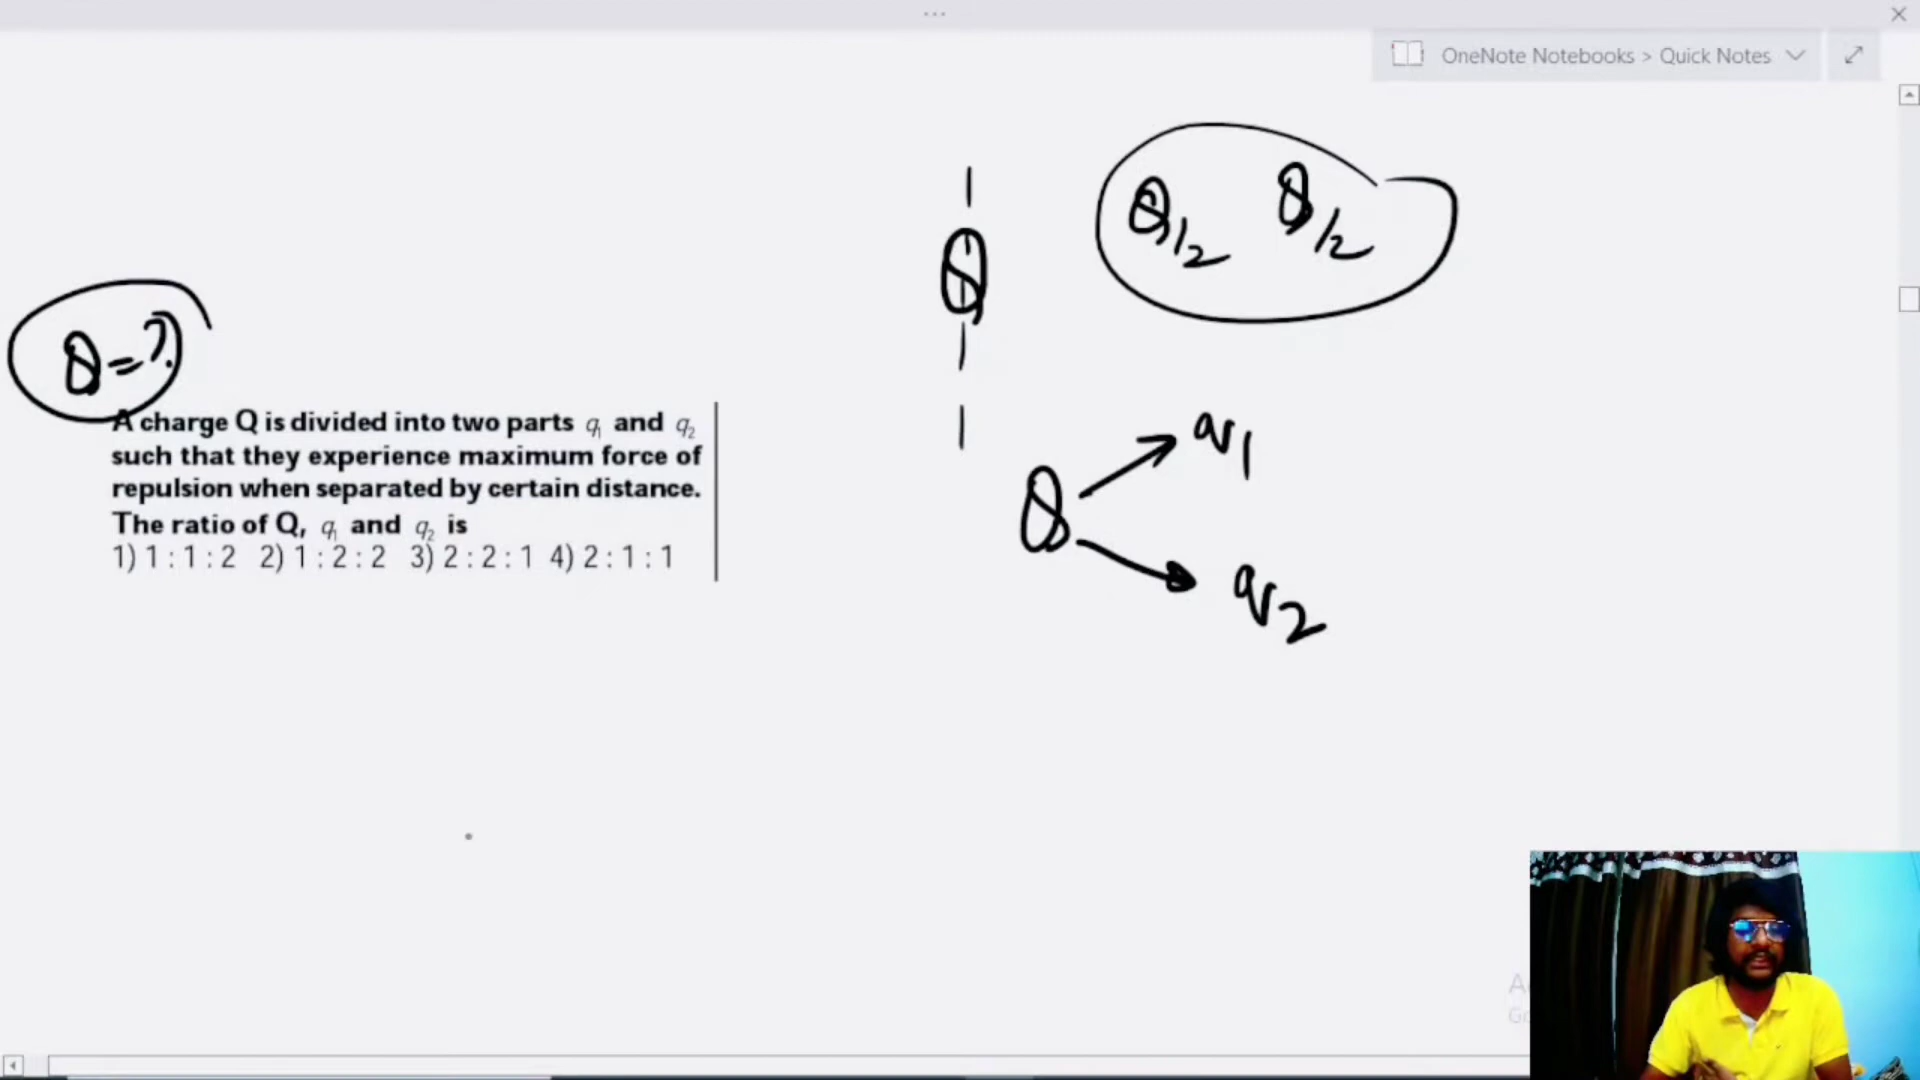 OneNote Notebooks > Quick Notes
Q/2 Q/2
Q
Q=?
A charge Q is divided into two parts q₁ and q₂
such that they experience maximum force of
repulsion when separated by certain distance.
The ratio of Q, q₁ and q₂ is
1) 1 : 1 : 2 2) 1 : 2 : 2 3) 2 : 2 : 1 4) 2 : 1 : 1
q₁
Q
q₂